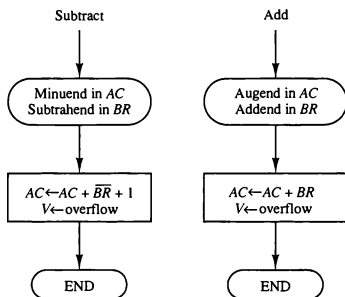 Subtract
Add
Minuend in AC
Subtrahend in BR
Augend in AC
Addend in BR
AC←AC + B̅R̅ + 1
V←overflow
AC←AC + BR
V←overflow
END
END